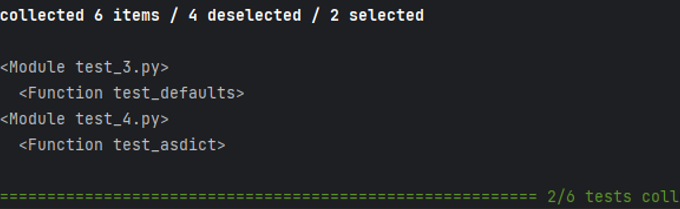 collected 6 items / 4 deselected / 2 selected
<Module test_3.py>
  <Function test_defaults>
<Module test_4.py>
  <Function test_asdict>
========================================================= 2/6 tests coll